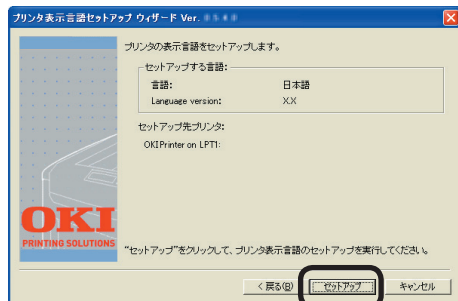 プリンタ表示言語セットアップ ウィザード Ver.
プリンタの表示言語をセットアップします。
セットアップする言語:
言語: 日本語
Language version: X.X
セットアップ先プリンタ:
OKIPrinter on LPT1:
OKI
PRINTING SOLUTIONS
"セットアップ"をクリックして、プリンタ表示言語のセットアップを実行してください。
< 戻る(B) セットアップ キャンセル